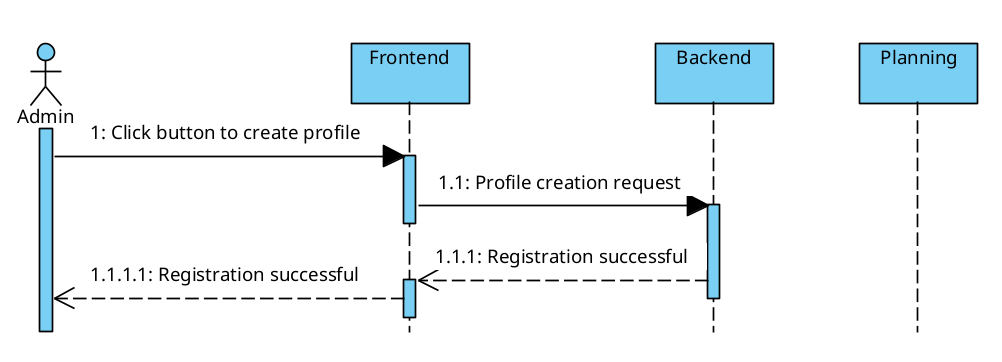 Frontend
Backend
Planning
Admin
1: Click button to create profile
1.1: Profile creation request
1.1.1: Registration successful
1.1.1.1: Registration successful